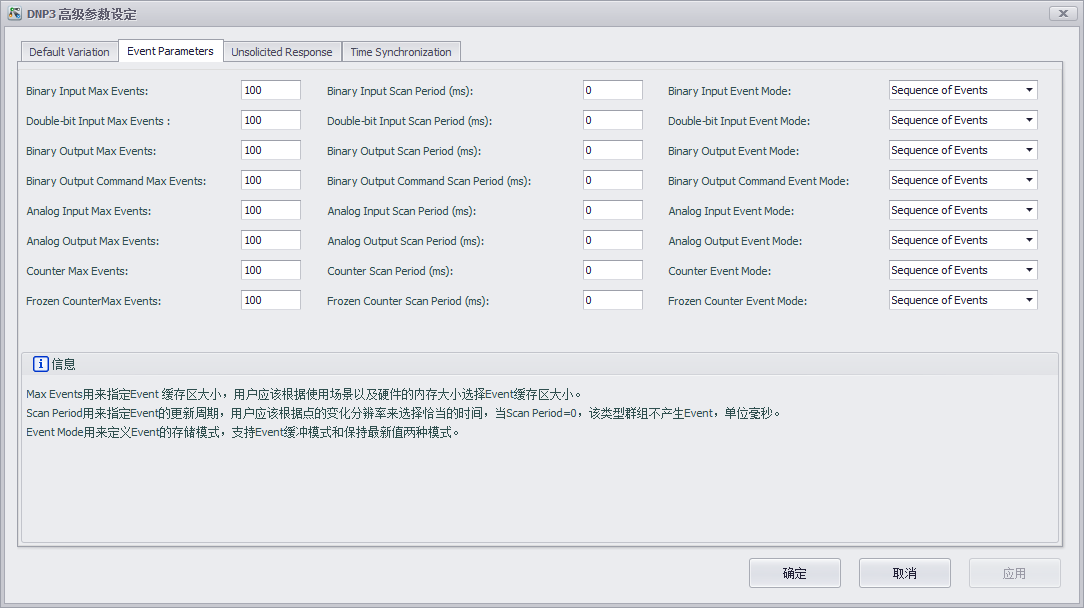 DNP3 高级参数设定
Default Variation Event Parameters Unsolicited Response Time Synchronization
Binary Input Max Events: 100 Binary Input Scan Period (ms): 0 Binary Input Event Mode: Sequence of Events
Double-bit Input Max Events : 100 Double-bit Input Scan Period (ms): 0 Double-bit Input Event Mode: Sequence of Events
Binary Output Max Events: 100 Binary Output Scan Period (ms): 0 Binary Output Event Mode: Sequence of Events
Binary Output Command Max Events: 100 Binary Output Command Scan Period (ms): 0 Binary Output Command Event Mode: Sequence of Events
Analog Input Max Events: 100 Analog Input Scan Period (ms): 0 Analog Input Event Mode: Sequence of Events
Analog Output Max Events: 100 Analog Output Scan Period (ms): 0 Analog Output Event Mode: Sequence of Events
Counter Max Events: 100 Counter Scan Period (ms): 0 Counter Event Mode: Sequence of Events
Frozen CounterMax Events: 100 Frozen Counter Scan Period (ms): 0 Frozen Counter Event Mode: Sequence of Events
信息
Max Events用来指定Event 缓存区大小，用户应该根据使用场景以及硬件的内存大小选择Event缓存区大小。
Scan Period用来指定Event的更新周期，用户应该根据点的变化分辨率来选择恰当的时间，当Scan Period=0，该类型群组不产生Event，单位毫秒。
Event Mode用来定义Event的存储模式，支持Event缓冲模式和保持最新值两种模式。
确定 取消 应用